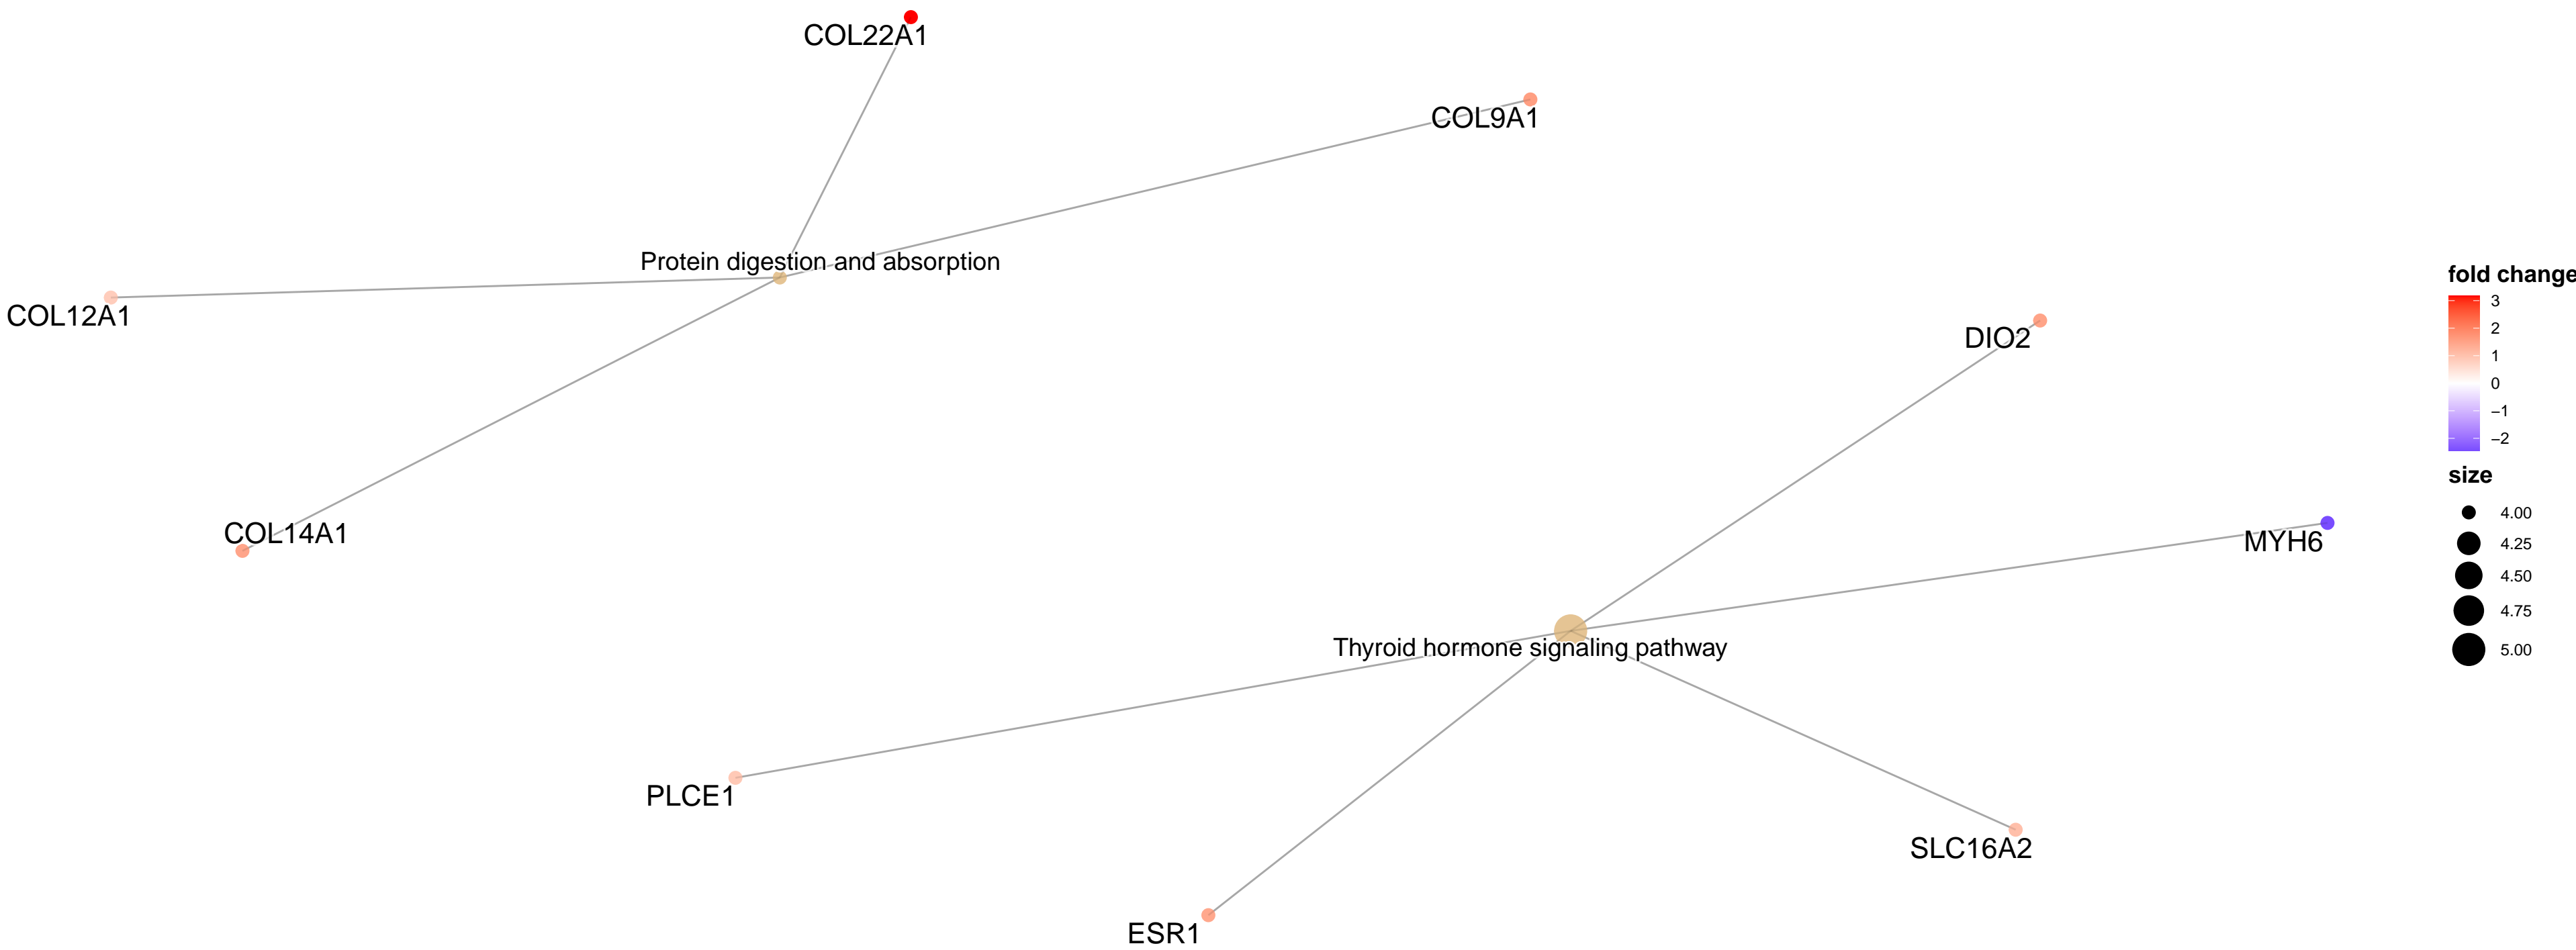 COL22A1
COL9A1
Protein digestion and absorption
COL12A1
DIO2
COL14A1
MYH6
Thyroid hormone signaling pathway
PLCE1
SLC16A2
ESR1
fold change
3
2
1
0
−1
−2
size
4.00
4.25
4.50
4.75
5.00